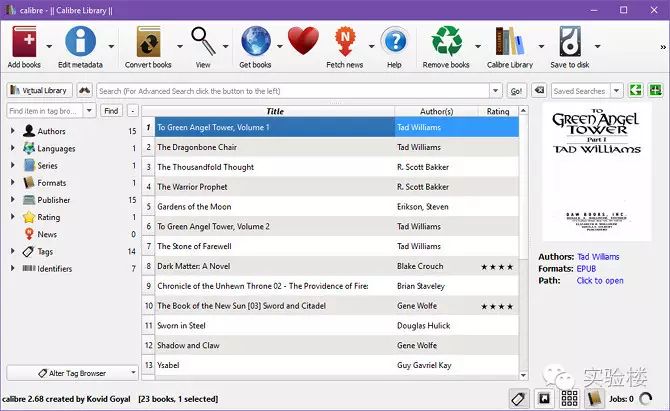 calibre - || Calibre Library ||
Add books
Edit metadata
Convert books
View
Get books
Fetch news
Help
Remove books
Calibre Library
Save to disk
Virtual Library
Search (For Advanced Search click the button to the left)
Go!
Saved Searches
Find item in tag bro...
Find
-
Title Author(s) Rating
Authors 15
Languages 1
Series 5
Formats 1
Publisher 15
Rating 1
News 0
Tags 14
Identifiers 7
1 To Green Angel Tower, Volume 1 Tad Williams
2 The Dragonbone Chair Tad Williams
3 The Thousandfold Thought R. Scott Bakker
4 The Warrior Prophet R. Scott Bakker
5 Gardens of the Moon Erikson, Steven
6 To Green Angel Tower, Volume 2 Tad Williams
7 The Stone of Farewell Tad Williams
8 Dark Matter: A Novel Blake Crouch ★★★★
9 Chronicle of the Unhewn Throne 02 - The Providence of Fire: Brian Staveley
10 The Book of the New Sun [03] Sword and Citadel Gene Wolfe ★★★★
11 Sworn in Steel Douglas Hulick
12 Shadow and Claw Gene Wolfe
13 Ysabel Guy Gavriel Kay
TO
GREEN ANGEL
TOWER
Part I
TAD WILLIAMS
DAW BOOKS, INC.
Authors: Tad Williams
Formats: EPUB
Path: Click to open
Alter Tag Browser
calibre 2.68 created by Kovid Goyal [23 books, 1 selected]
Jobs: 0
实验楼